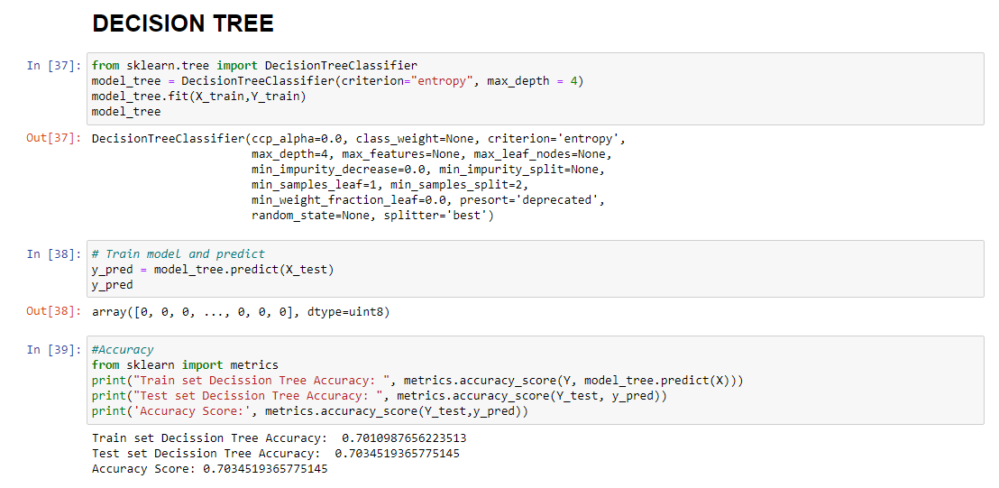 DECISION TREE
In [37]: from sklearn.tree import DecisionTreeClassifier
model_tree = DecisionTreeClassifier(criterion="entropy", max_depth = 4)
model_tree.fit(X_train,Y_train)
model_tree
Out[37]: DecisionTreeClassifier(ccp_alpha=0.0, class_weight=None, criterion='entropy',
max_depth=4, max_features=None, max_leaf_nodes=None,
min_impurity_decrease=0.0, min_impurity_split=None,
min_samples_leaf=1, min_samples_split=2,
min_weight_fraction_leaf=0.0, presort='deprecated',
random_state=None, splitter='best')
In [38]: # Train model and predict
y_pred = model_tree.predict(X_test)
y_pred
Out[38]: array([0, 0, 0, ..., 0, 0, 0], dtype=uint8)
In [39]: #Accuracy
from sklearn import metrics
print("Train set Decission Tree Accuracy: ", metrics.accuracy_score(Y, model_tree.predict(X)))
print("Test set Decission Tree Accuracy: ", metrics.accuracy_score(Y_test, y_pred))
print('Accuracy Score:', metrics.accuracy_score(Y_test,y_pred))
Train set Decission Tree Accuracy:  0.7010987656223513
Test set Decission Tree Accuracy:  0.7034519365775145
Accuracy Score: 0.7034519365775145